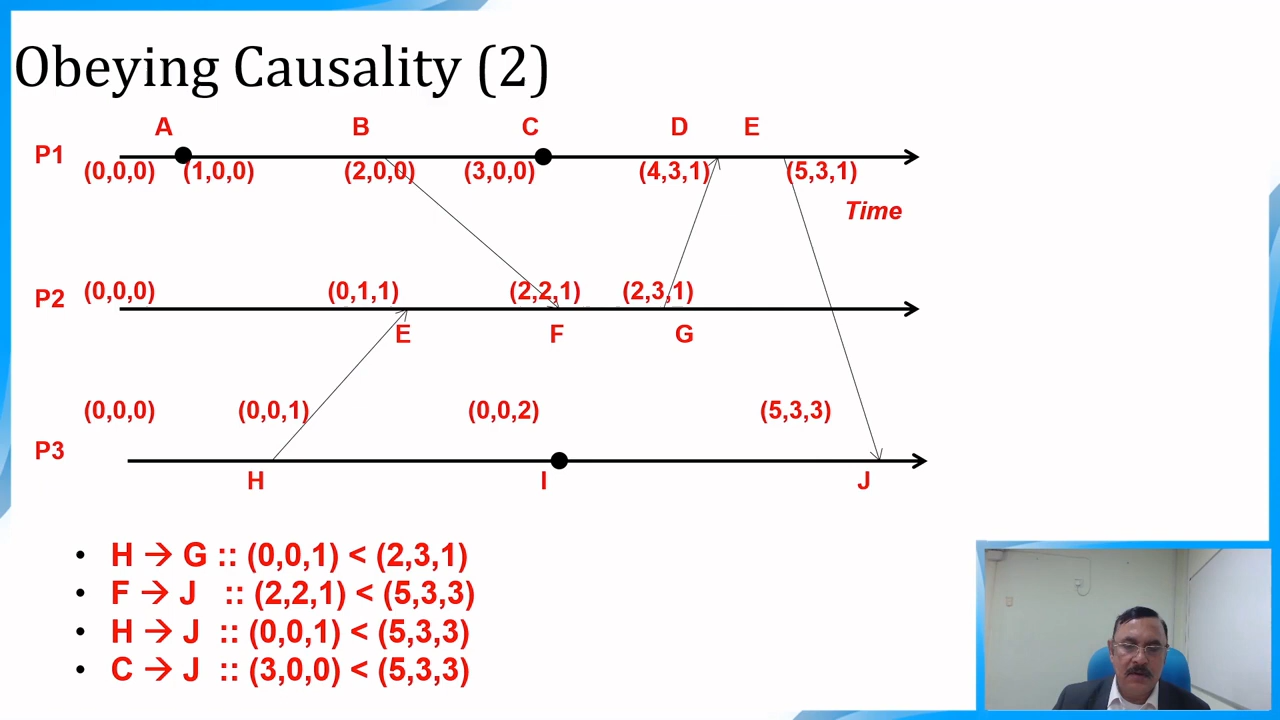 Obeying Causality (2)
A B C D E
P1
(0,0,0) (1,0,0) (2,0,0) (3,0,0) (4,3,1) (5,3,1)
Time
P2 (0,0,0) (0,1,1) (2,2,1) (2,3,1)
E F G
(0,0,0) (0,0,1) (0,0,2) (5,3,3)
P3
H I J
• H → G :: (0,0,1) < (2,3,1)
• F → J :: (2,2,1) < (5,3,3)
• H → J :: (0,0,1) < (5,3,3)
• C → J :: (3,0,0) < (5,3,3)